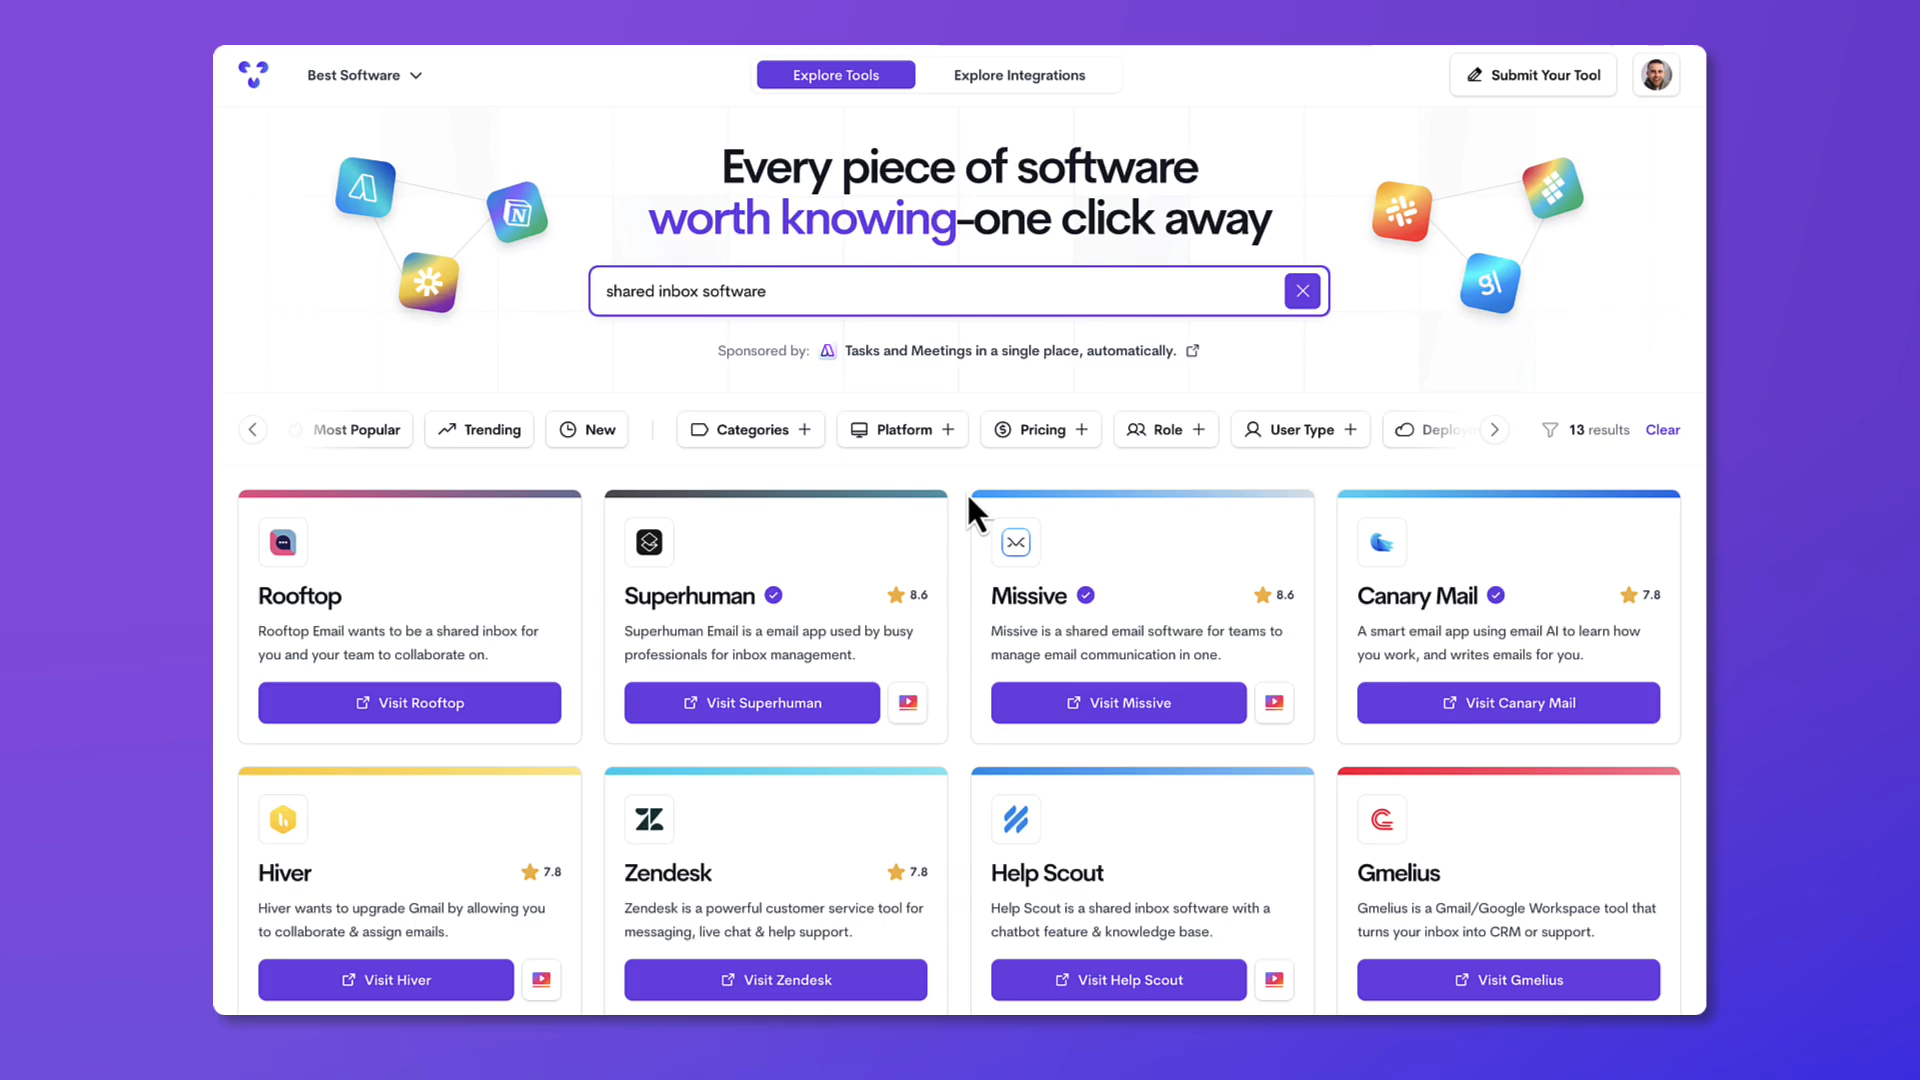 Best Software
Explore Tools
Explore Integrations
Submit Your Tool
Every piece of software
worth knowing-one click away
N
gl
shared inbox software
Sponsored by: Tasks and Meetings in a single place, automatically.
Most Popular
Trending
New
Categories
Platform
Pricing
Role
User Type
13 results
Clear
Rooftop
Rooftop Email wants to be a shared inbox for
you and your team to collaborate on.
Visit Rooftop
Superhuman
8.6
Superhuman Email is a email app used by busy
professionals for inbox management.
Visit Superhuman
Missive
8.6
Missive is a shared email software for teams to
manage email communication in one.
Visit Missive
Canary Mail
7.8
A smart email app using email AI to learn how
you work, and writes emails for you.
Visit Canary Mail
Hiver
7.8
Hiver wants to upgrade Gmail by allowing you
to collaborate & assign emails.
Visit Hiver
Zendesk
7.8
Zendesk is a powerful customer service tool for
messaging, live chat & help support.
Visit Zendesk
Help Scout
Help Scout is a shared inbox software with a
chatbot feature & knowledge base.
Visit Help Scout
Gmelius
Gmelius is a Gmail/Google Workspace tool that
turns your inbox into CRM or support.
Visit Gmelius